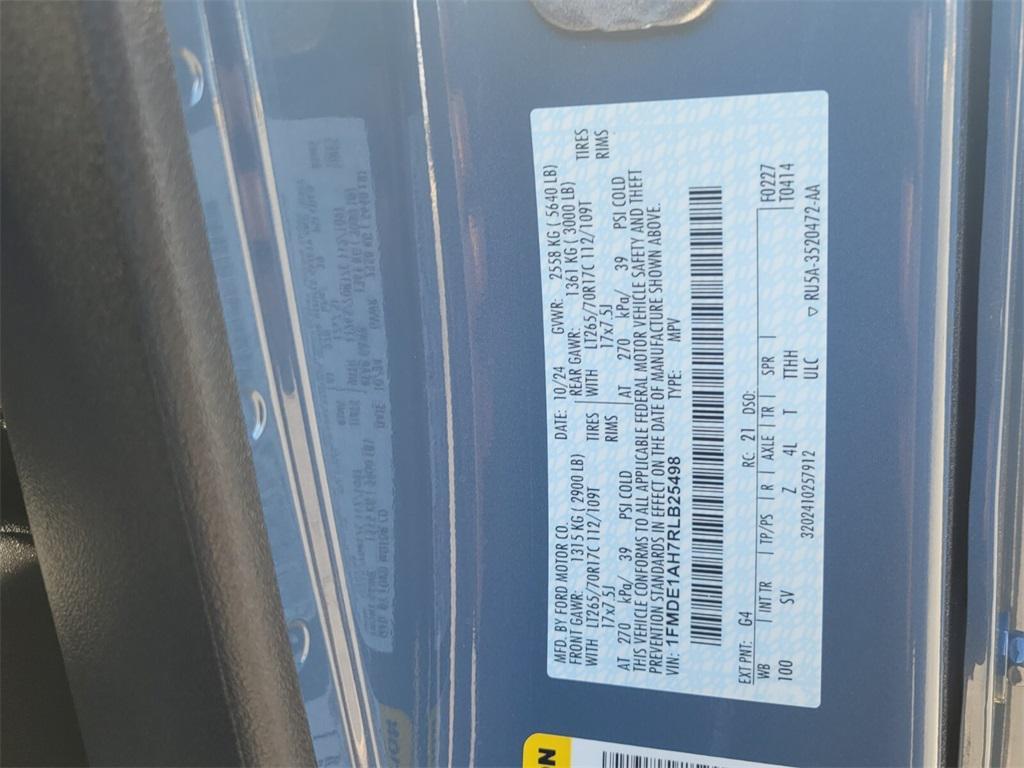 MFD. BY FORD MOTOR CO. DATE: 10/24 GVWR: 2558 KG ( 5640 LB)
FRONT GAWR: 1315 KG ( 2900 LB) REAR GAWR: 1361 KG ( 3000 LB)
WITH LT265/70R17C 112/109T TIRES WITH LT265/70R17C 112/109T TIRES
17x7.5J RIMS 17x7.5J RIMS
AT 270 kPa/ 39 PSI COLD AT 270 kPa/ 39 PSI COLD
THIS VEHICLE CONFORMS TO ALL APPLICABLE FEDERAL MOTOR VEHICLE SAFETY AND THEFT
PREVENTION STANDARDS IN EFFECT ON THE DATE OF MANUFACTURE SHOWN ABOVE.
VIN: 1FMDE1AH7RLB25498 TYPE: MPV
F0227
EXT PNT: G4 RC: 21 DSO: T0414
WB | INT TR | TP/PS | R | AXLE | TR | SPR |
100 SV Z 4L T TTHH
ULC ▽ RU5A-3520472-AA
3202410257912
ON